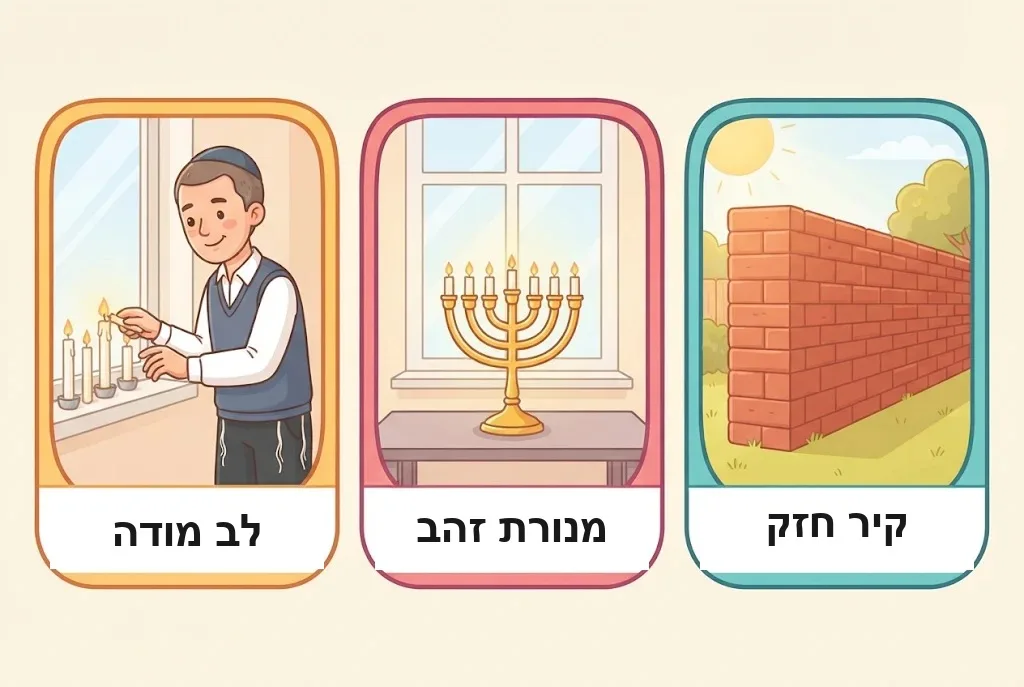 קיר חזק
מנורת זהב
לב מודה